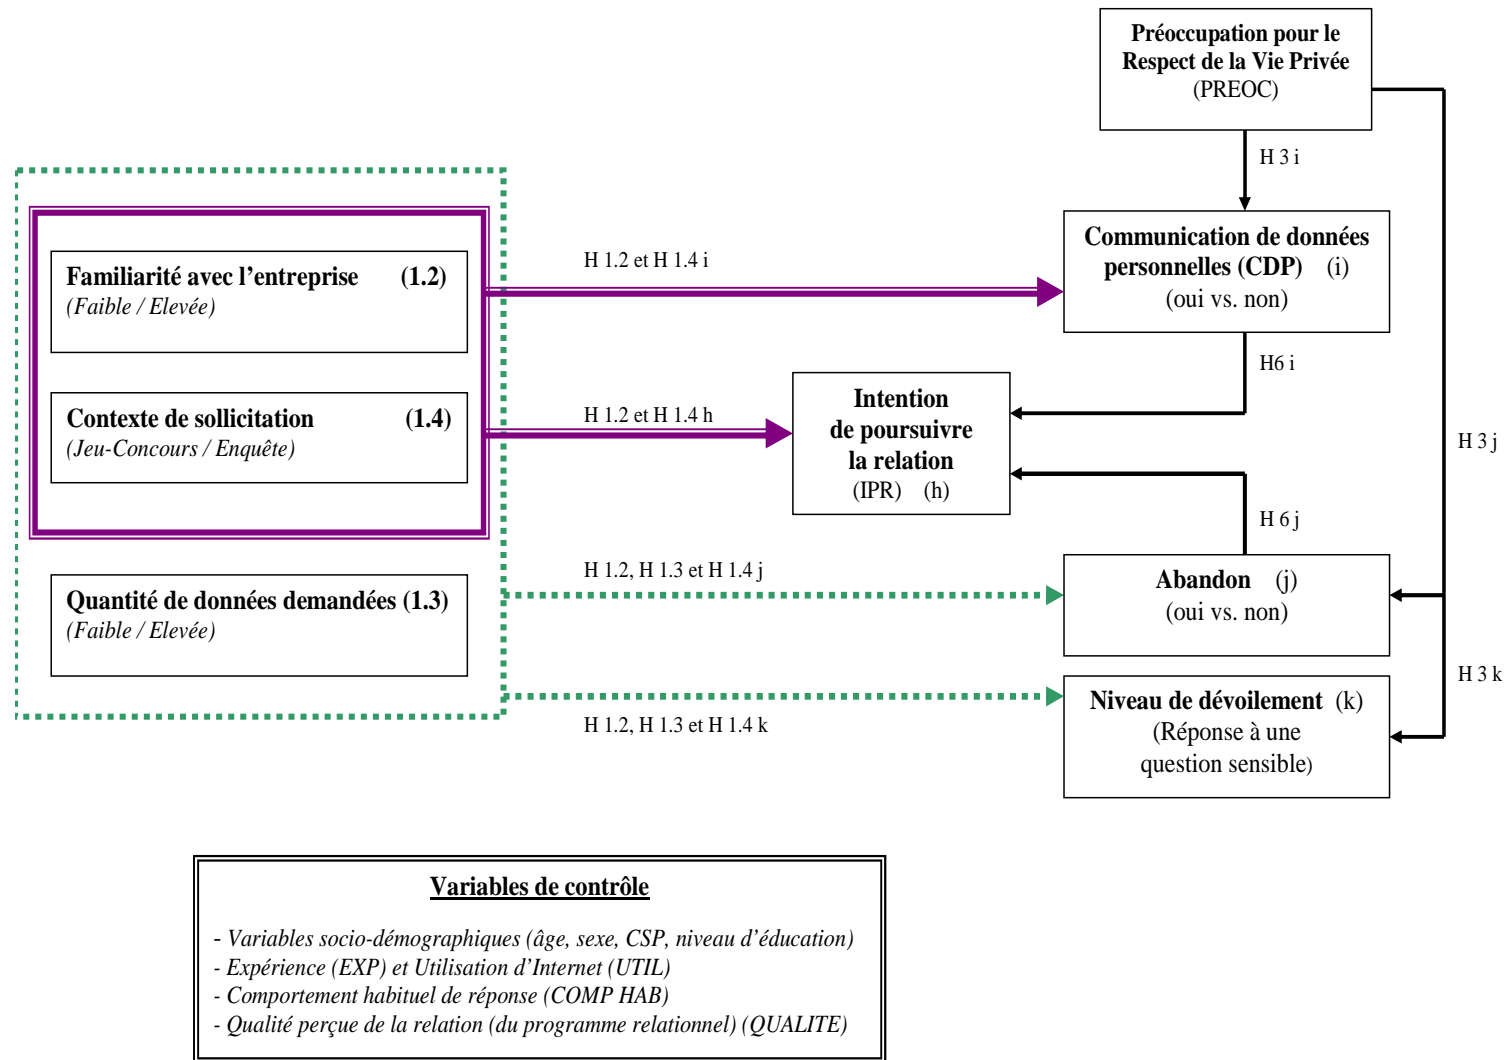 Préoccupation pour le
Respect de la Vie Privée
(PREOC)
H 3 i
Familiarité avec l’entreprise (1.2)
(Faible / Elevée)
H 1.2 et H 1.4 i
Communication de données
personnelles (CDP) (i)
(oui vs. non)
H6 i
Contexte de sollicitation (1.4)
(Jeu-Concours / Enquête)
H 1.2 et H 1.4 h
Intention
de poursuivre
la relation
(IPR) (h)
H 3 j
H 6 j
Quantité de données demandées (1.3)
(Faible / Elevée)
H 1.2, H 1.3 et H 1.4 j
Abandon (j)
(oui vs. non)
H 3 k
H 1.2, H 1.3 et H 1.4 k
Niveau de dévoilement (k)
(Réponse à une
question sensible)
Variables de contrôle
- Variables socio-démographiques (âge, sexe, CSP, niveau d’éducation)
- Expérience (EXP) et Utilisation d’Internet (UTIL)
- Comportement habituel de réponse (COMP HAB)
- Qualité perçue de la relation (du programme relationnel) (QUALITE)